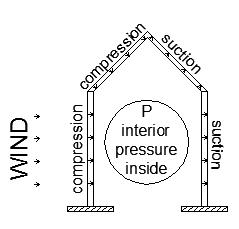 compression
suction
WIND
compression
P
interior
pressure
inside
suction